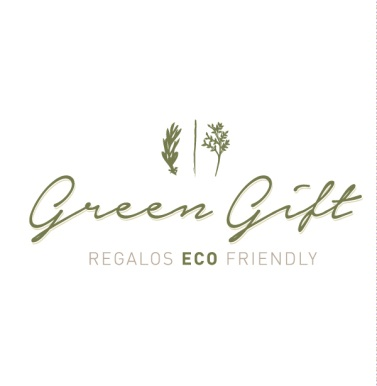 Green Gift
REGALOS ECO FRIENDLY